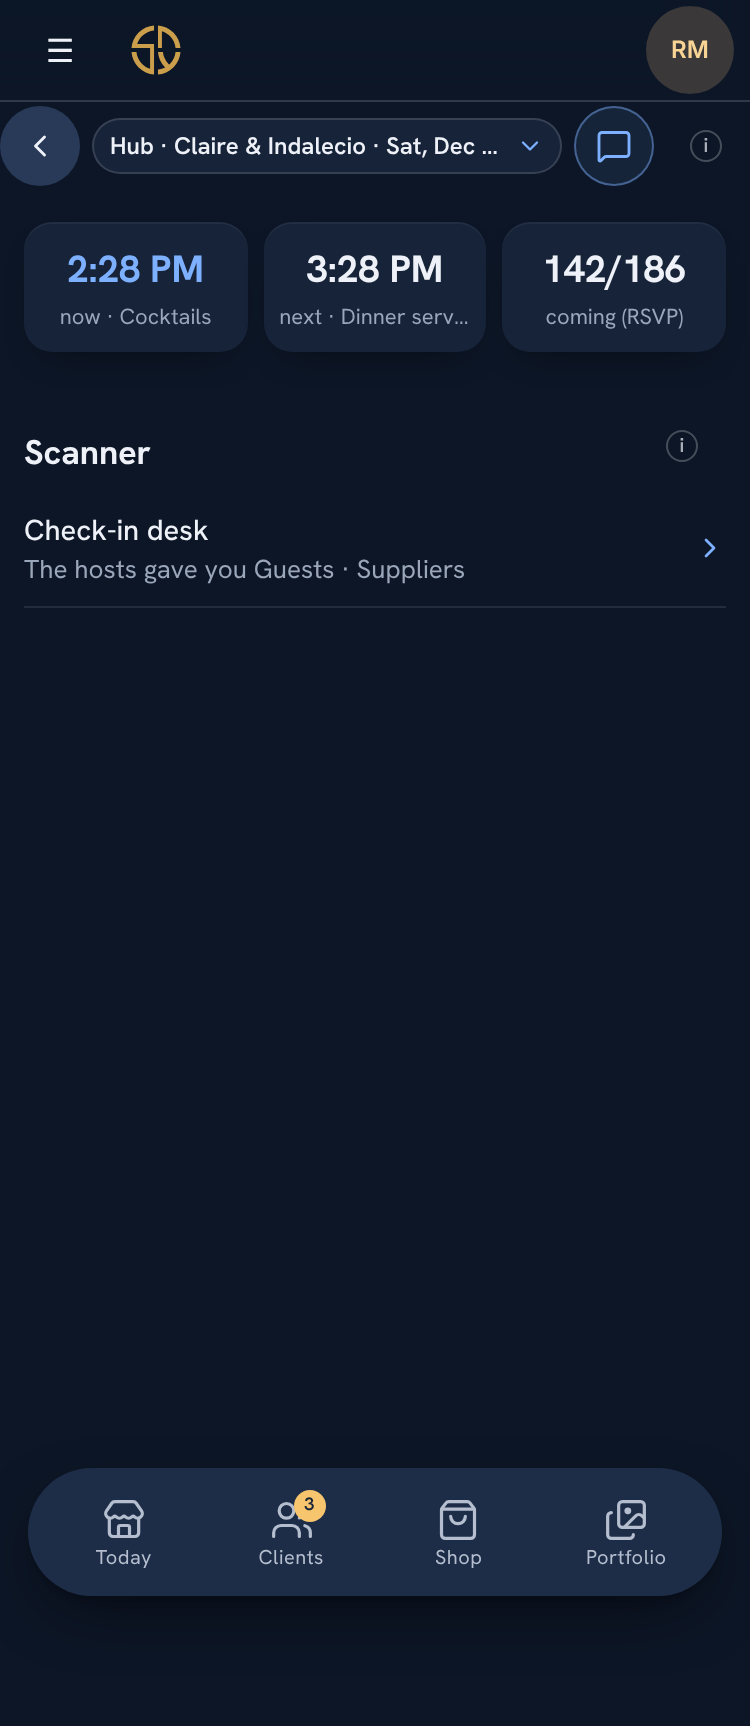 RM
Hub · Claire & Indalecio · Sat, Dec ...
i
2:28 PM
now · Cocktails
3:28 PM
next · Dinner serv...
142/186
coming (RSVP)
Scanner
i
Check-in desk
The hosts gave you Guests · Suppliers
3
Today
Clients
Shop
Portfolio